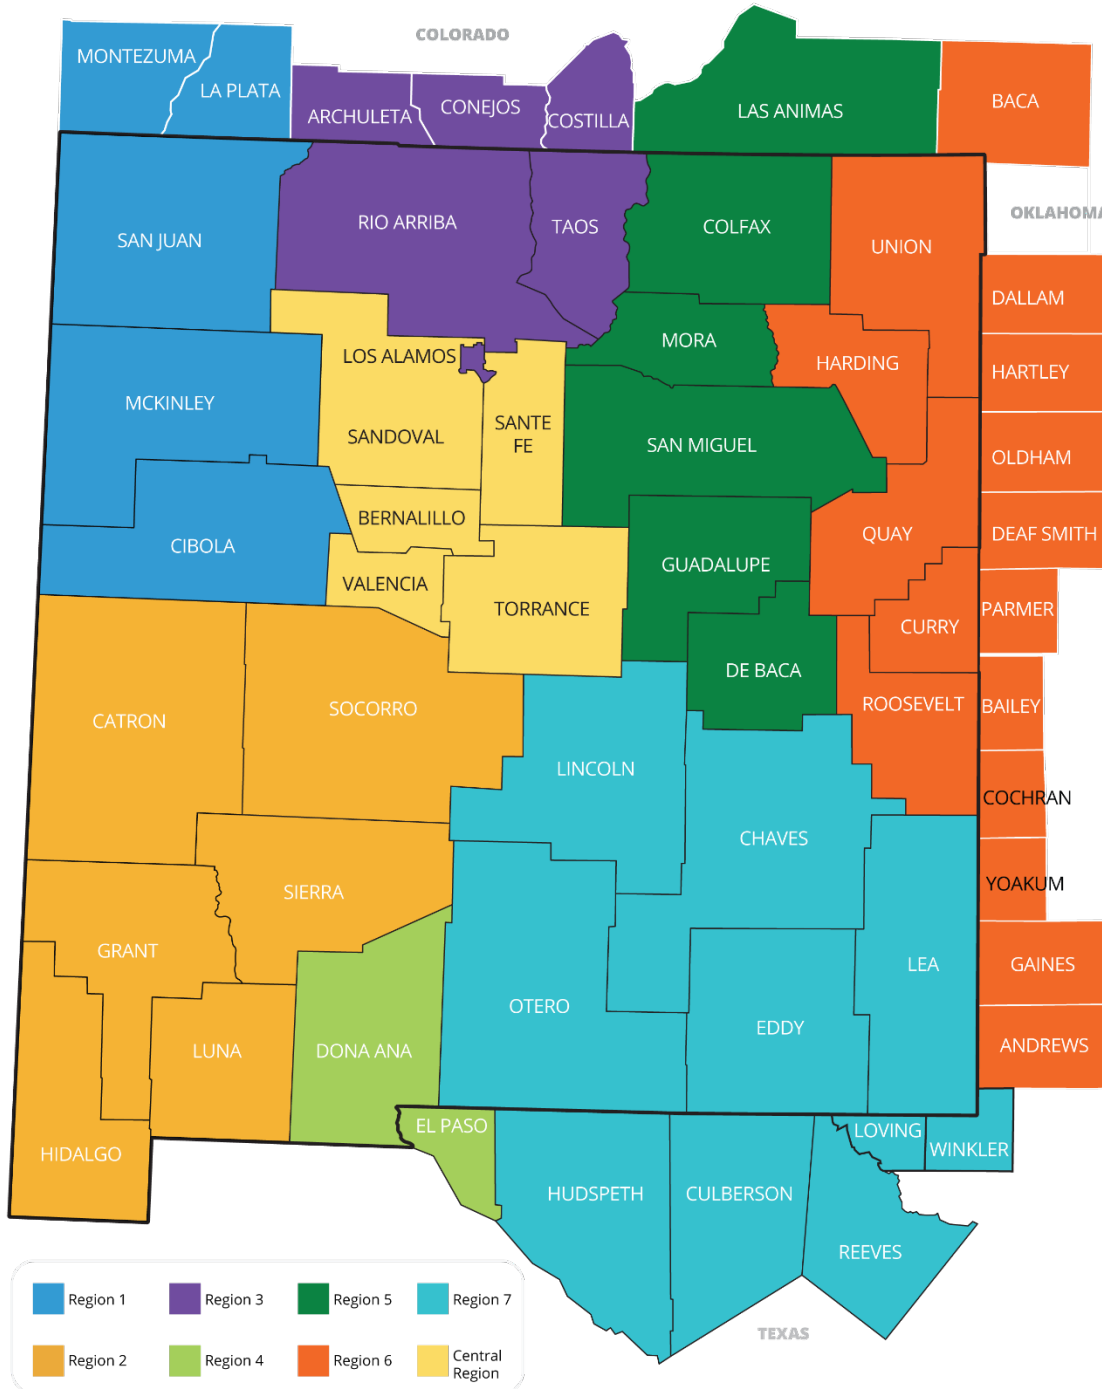 COLORADO
MONTEZUMA
LA PLATA
ARCHULETA
CONEJOS
COSTILLA
LAS ANIMAS
BACA
OKLAHOMA
SAN JUAN
RIO ARRIBA
TAOS
COLFAX
UNION
DALLAM
MORA
LOS ALAMOS
HARDING
HARTLEY
MCKINLEY
SANDOVAL
SANTE
FE
SAN MIGUEL
OLDHAM
BERNALILLO
QUAY
DEAF SMITH
CIBOLA
VALENCIA
GUADALUPE
TORRANCE
CURRY
PARMER
DE BACA
CATRON
SOCORRO
ROOSEVELT
BAILEY
LINCOLN
COCHRAN
CHAVES
SIERRA
YOAKUM
GRANT
LEA
GAINES
OTERO
EDDY
LUNA
DONA ANA
ANDREWS
HIDALGO
EL PASO
LOVING
WINKLER
HUDSPETH
CULBERSON
REEVES
TEXAS
Region 1
Region 3
Region 5
Region 7
Region 2
Region 4
Region 6
Central
Region